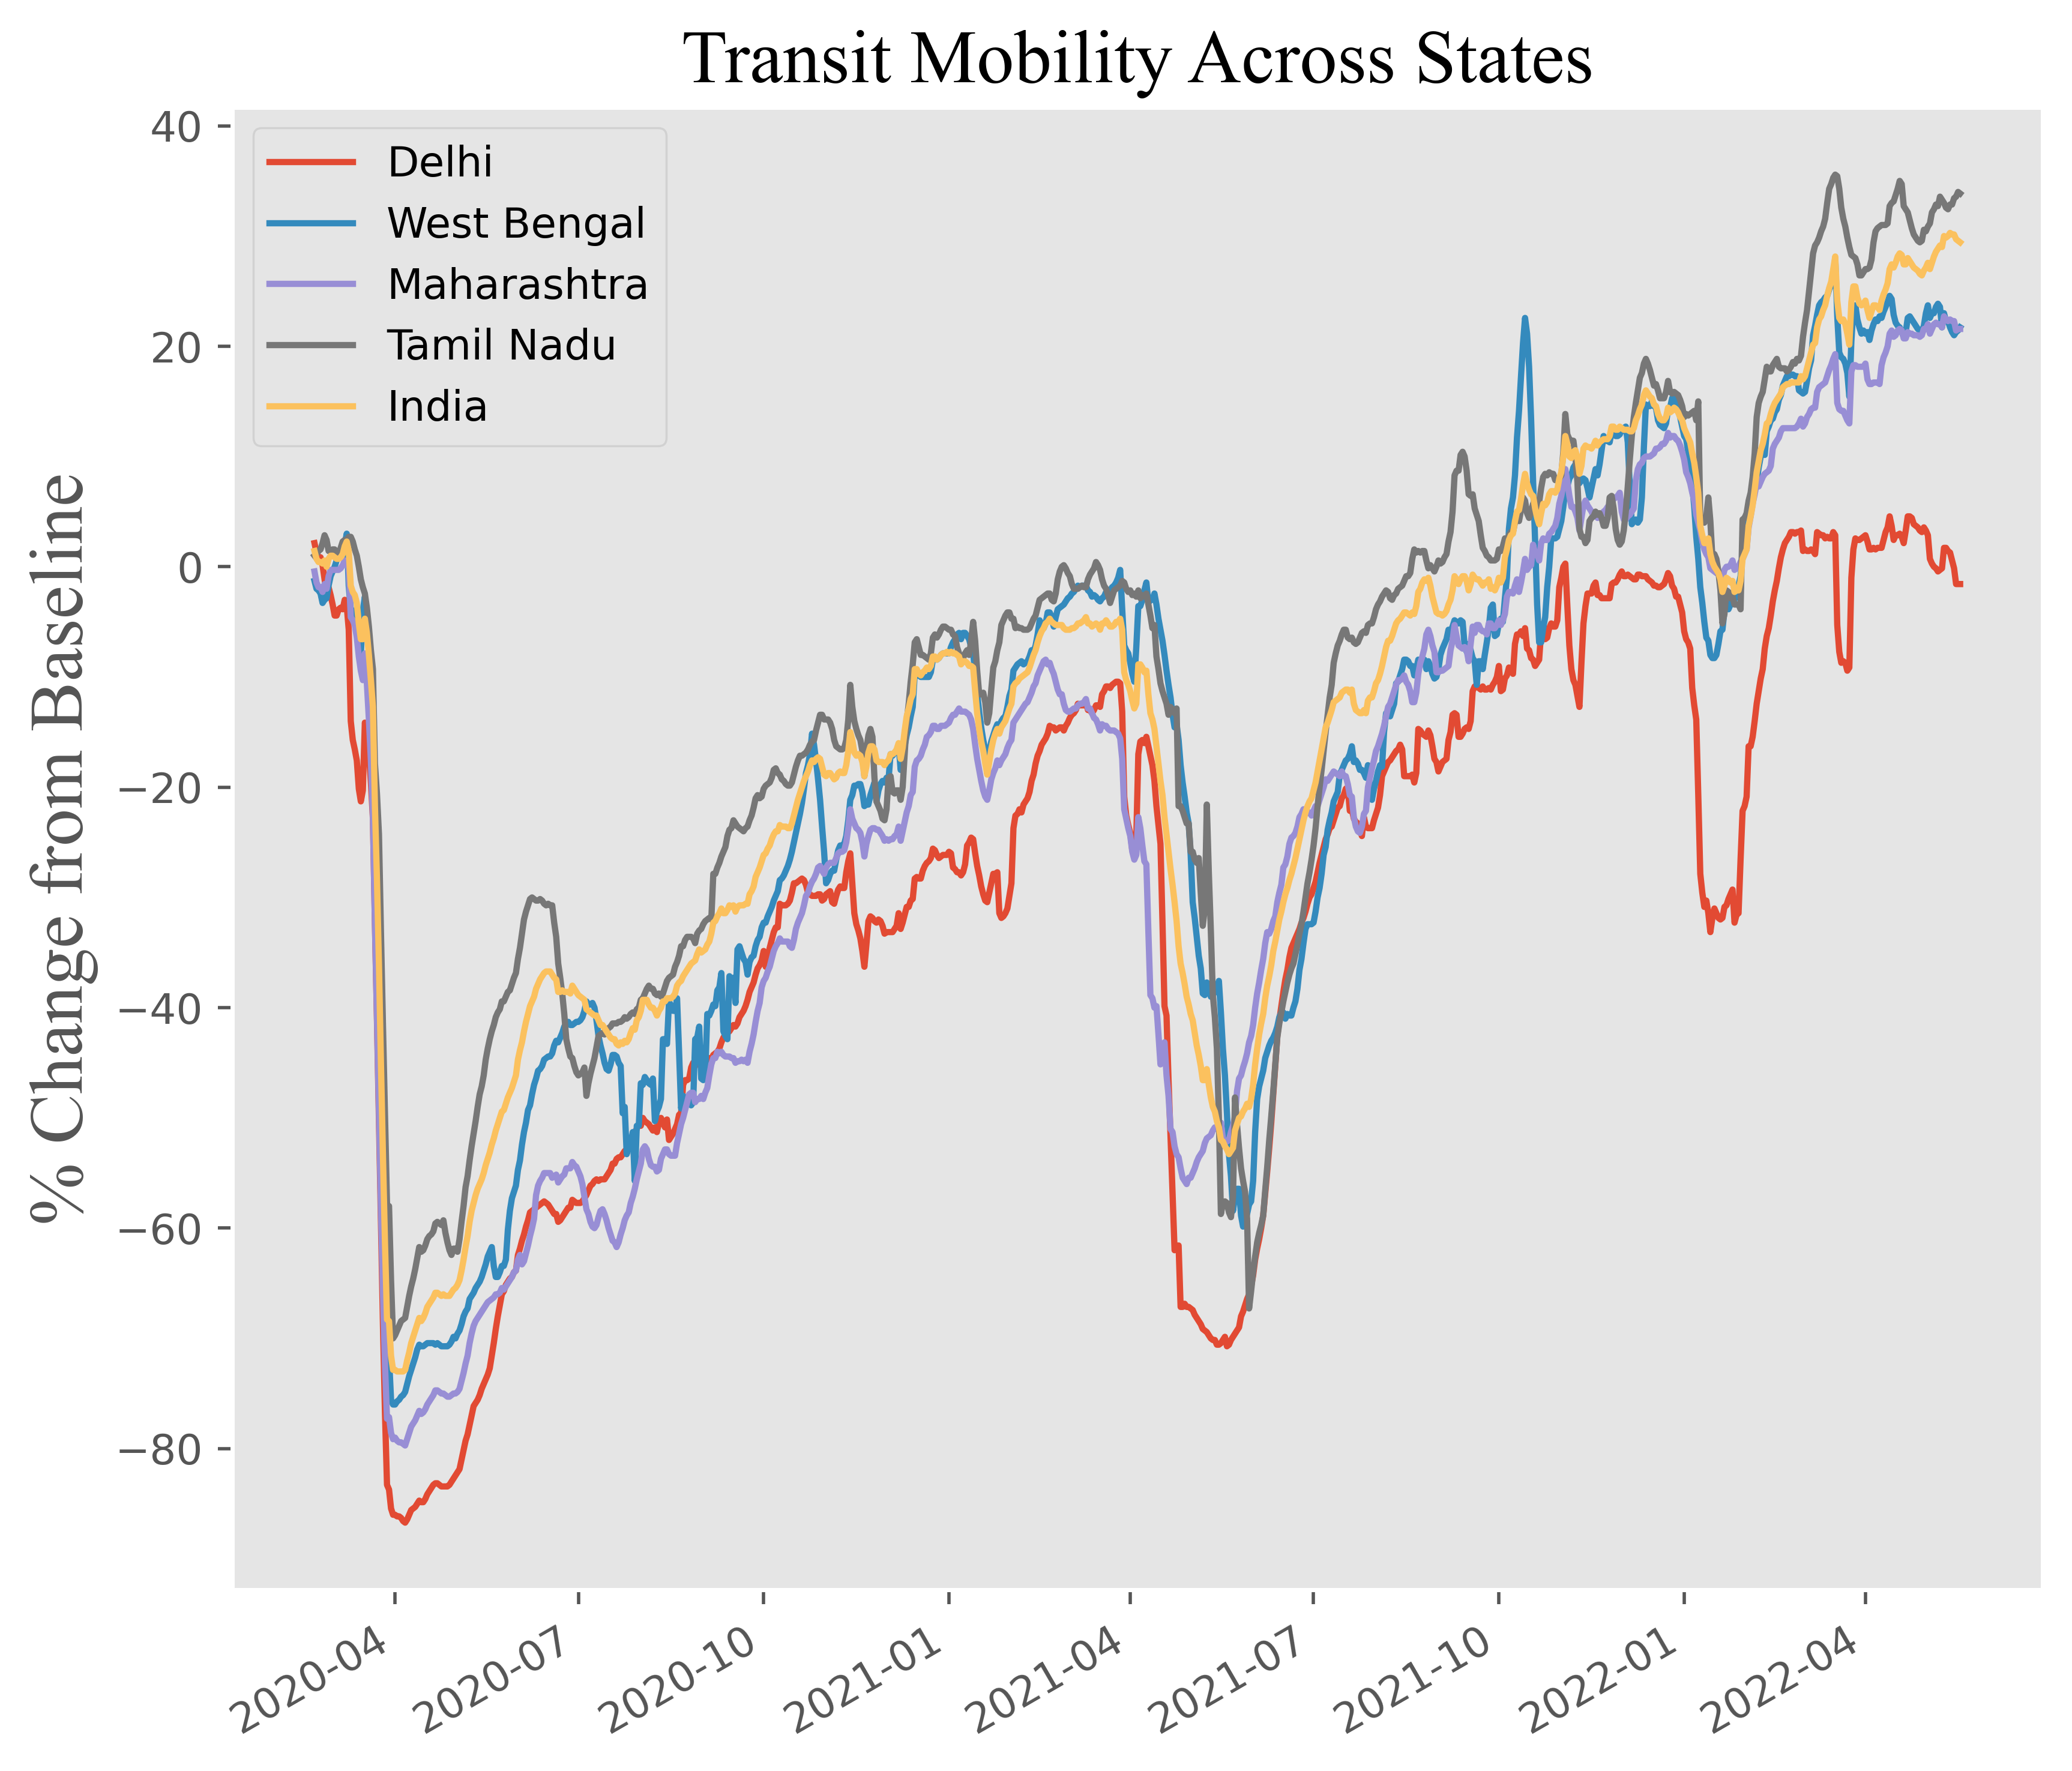 Transit Mobility Across States
% Change from Baseline
40
20
0
−20
−40
−60
−80
Delhi
West Bengal
Maharashtra
Tamil Nadu
India
2020-04
2020-07
2020-10
2021-01
2021-04
2021-07
2021-10
2022-01
2022-04